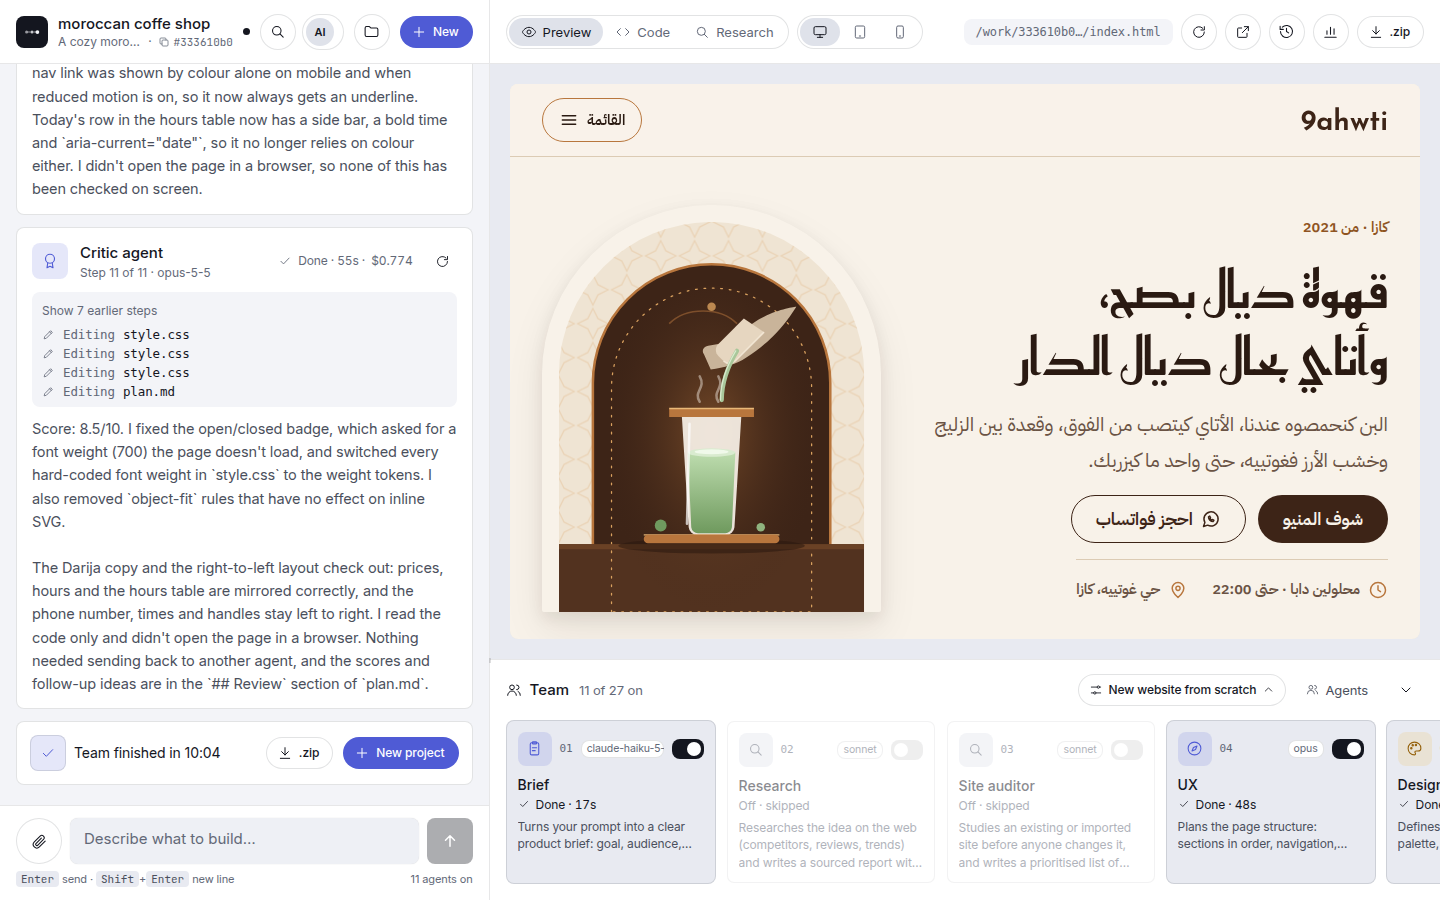 moroccan coffe shop
A cozy moro... · #333610b0
AI
New
nav link was shown by colour alone on mobile and when
reduced motion is on, so it now always gets an underline.
Today's row in the hours table now has a side bar, a bold time
and `aria-current="date"`, so it no longer relies on colour
either. I didn't open the page in a browser, so none of this has
been checked on screen.
Critic agent
Step 11 of 11 · opus-5-5
Done · 55s · $0.774
Show 7 earlier steps
Editing style.css
Editing style.css
Editing style.css
Editing plan.md
Score: 8.5/10. I fixed the open/closed badge, which asked for a
font weight (700) the page doesn't load, and switched every
hard-coded font weight in `style.css` to the weight tokens. I
also removed `object-fit` rules that have no effect on inline
SVG.
The Darija copy and the right-to-left layout check out: prices,
hours and the hours table are mirrored correctly, and the
phone number, times and handles stay left to right. I read the
code only and didn't open the page in a browser. Nothing
needed sending back to another agent, and the scores and
follow-up ideas are in the `## Review` section of `plan.md`.
Team finished in 10:04
.zip
New project
Describe what to build...
Enter send · Shift+Enter new line
11 agents on
Preview
Code
Research
/work/333610b0…/index.html
.zip
القائمة
9ahwti
كازا · من 2021
قهوة ديال بصح،
وأتاي بحال ديال الدار
البن كنحمصوه عندنا، الأتاي كيتصب من الفوق، وقعدة بين الزليج
وخشب الأرز فغوتييه، حتى واحد ما كيزربك.
شوف المنيو
احجز فواتساب
محلولين دابا · حتى 22:00
حي غوتييه، كازا
Team 11 of 27 on
New website from scratch
Agents
01 claude-haiku-5-
Brief
Done · 17s
Turns your prompt into a clear
product brief: goal, audience,...
02 sonnet
Research
Off · skipped
Researches the idea on the web
(competitors, reviews, trends)
and writes a sourced report wit...
03 sonnet
Site auditor
Off · skipped
Studies an existing or imported
site before anyone changes it,
and writes a prioritised list of...
04 opus
UX
Done · 48s
Plans the page structure:
sections in order, navigation,...
Design
Done
Defines
palette,